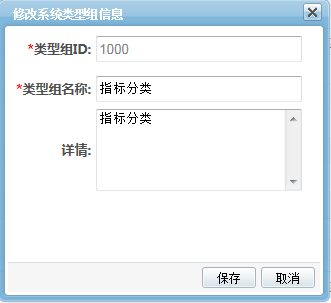 修改系统类型组信息
*类型组ID: 1000
*类型组名称: 指标分类
指标分类
详情:
保存 取消